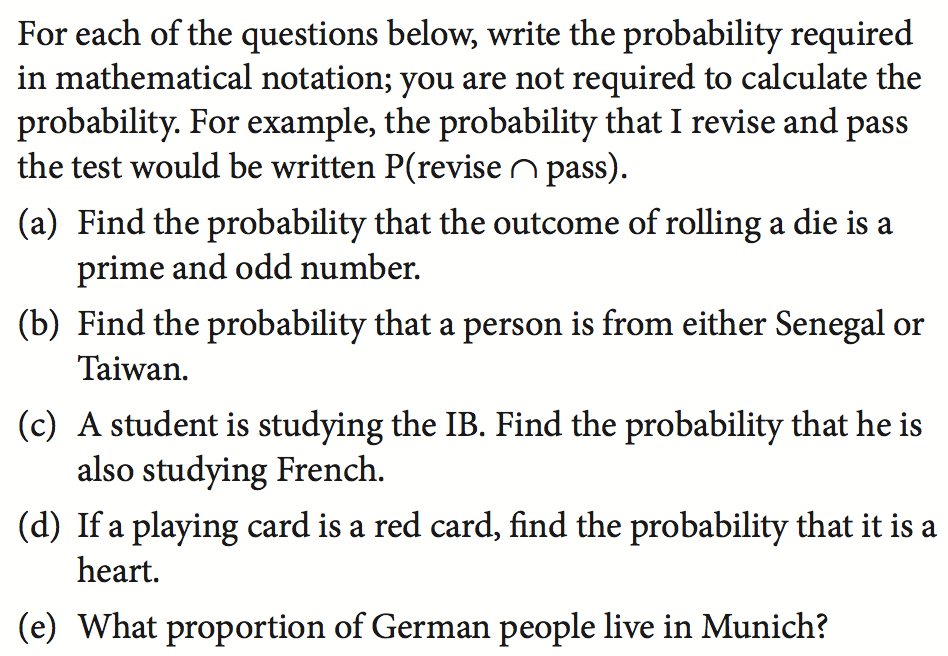 For each of the questions below, write the probability required
in mathematical notation; you are not required to calculate the
probability. For example, the probability that I revise and pass
the test would be written P(revise ∩ pass).
(a) Find the probability that the outcome of rolling a die is a
prime and odd number.
(b) Find the probability that a person is from either Senegal or
Taiwan.
(c) A student is studying the IB. Find the probability that he is
also studying French.
(d) If a playing card is a red card, find the probability that it is a
heart.
(e) What proportion of German people live in Munich?